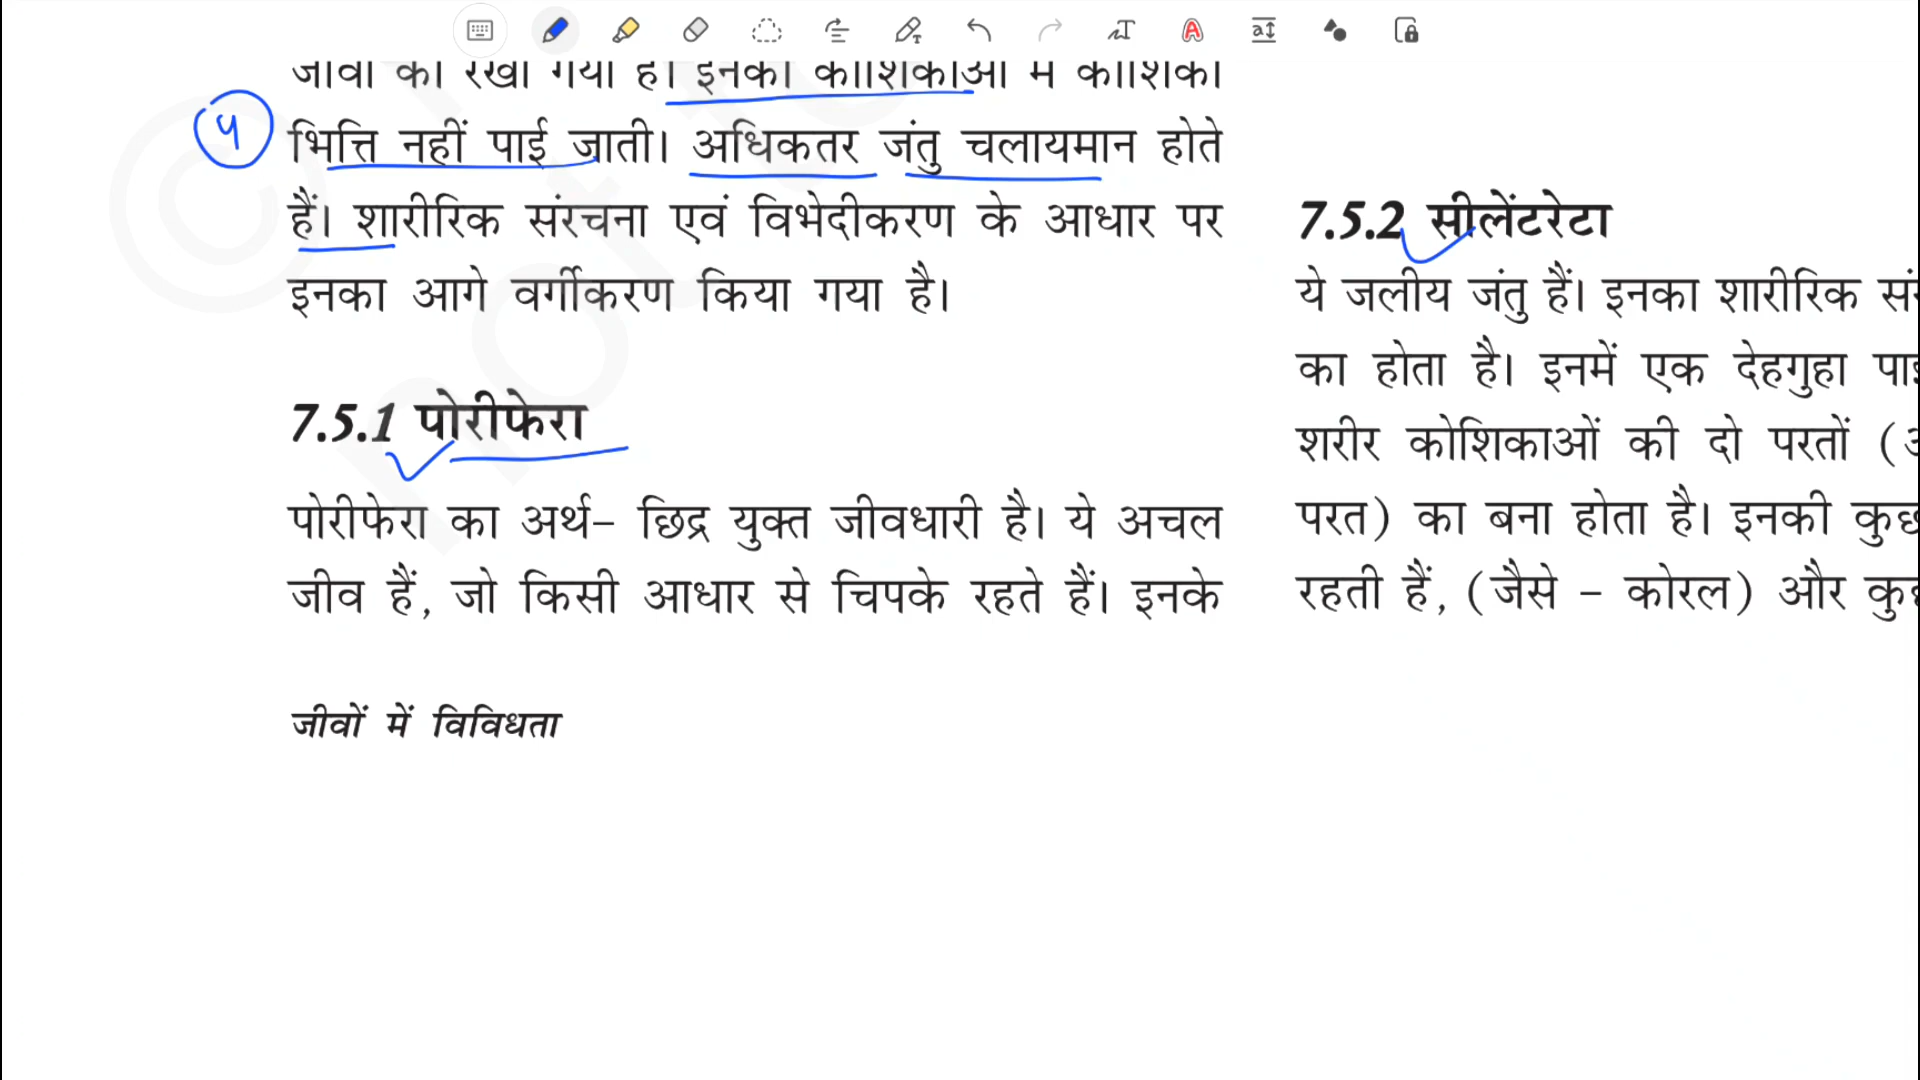 जीवों को रखा गया है। इनकी कोशिकाओं में कोशिका
४ भित्ति नहीं पाई जाती। अधिकतर जंतु चलायमान होते
हैं। शारीरिक संरचना एवं विभेदीकरण के आधार पर
इनका आगे वर्गीकरण किया गया है।
7.5.1 पोरीफेरा
पोरीफेरा का अर्थ– छिद्र युक्त जीवधारी है। ये अचल
जीव हैं, जो किसी आधार से चिपके रहते हैं। इनके
जीवों में विविधता
7.5.2 सीलेंटरेटा
ये जलीय जंतु हैं। इनका शारीरिक
का होता है। इनमें एक देहगुहा
शरीर कोशिकाओं की दो परतों
परत) का बना होता है। इनकी कुछ
रहती हैं, (जैसे – कोरल) और